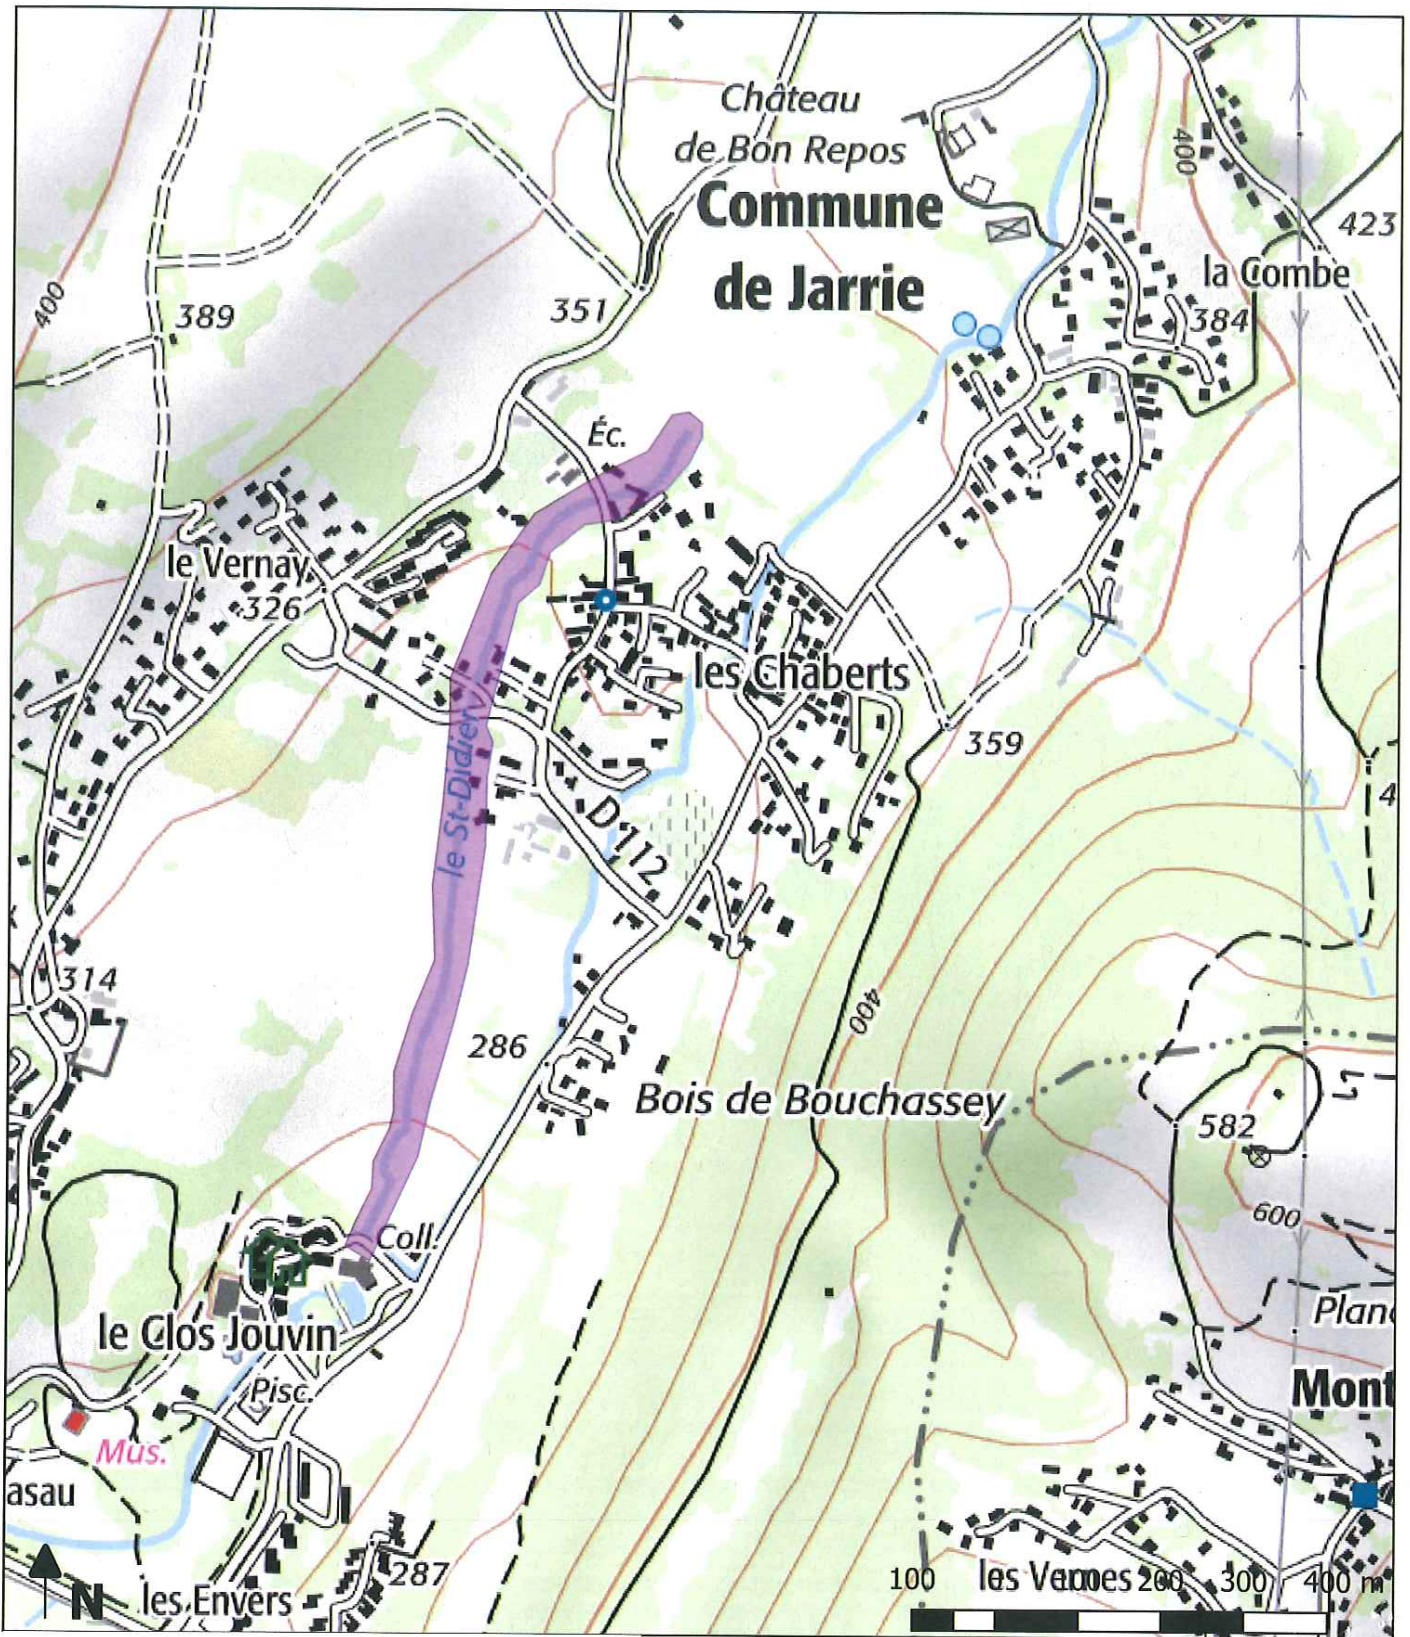 Château
de Bon Repos
Commune
de Jarrie
400
423
la Combe
400
389
351
384
Éc.
le Vernay
326
les Chaberts
359
le St-Didier
4
D 112
314
286
400
Bois de Bouchassey
582
600
Coll.
Plan
le Clos Jouvin
Mont
Pisc.
Mus.
asau
287
les Envers
N
les Vernes
100
100
200
300
400 m